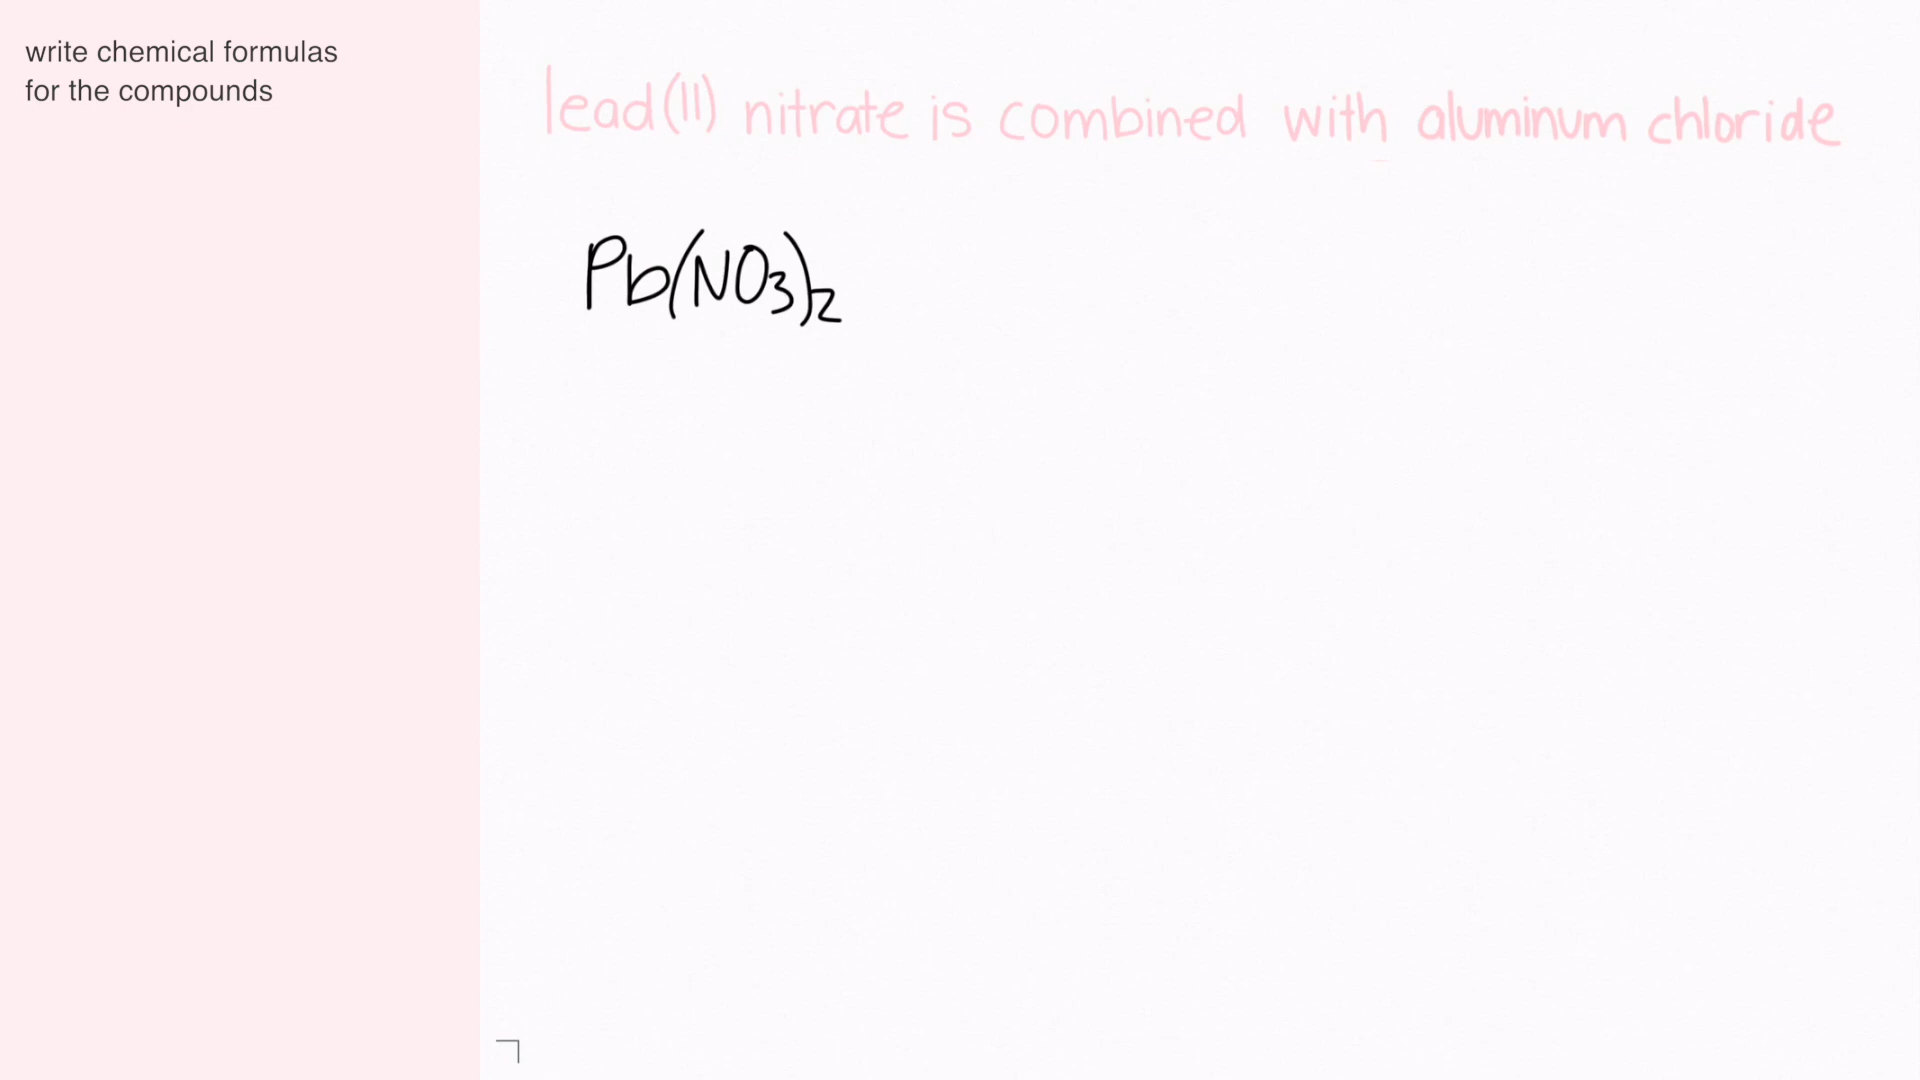 write chemical formulas
for the compounds
lead(II) nitrate is combined with aluminum chloride
Pb(NO₃)₂